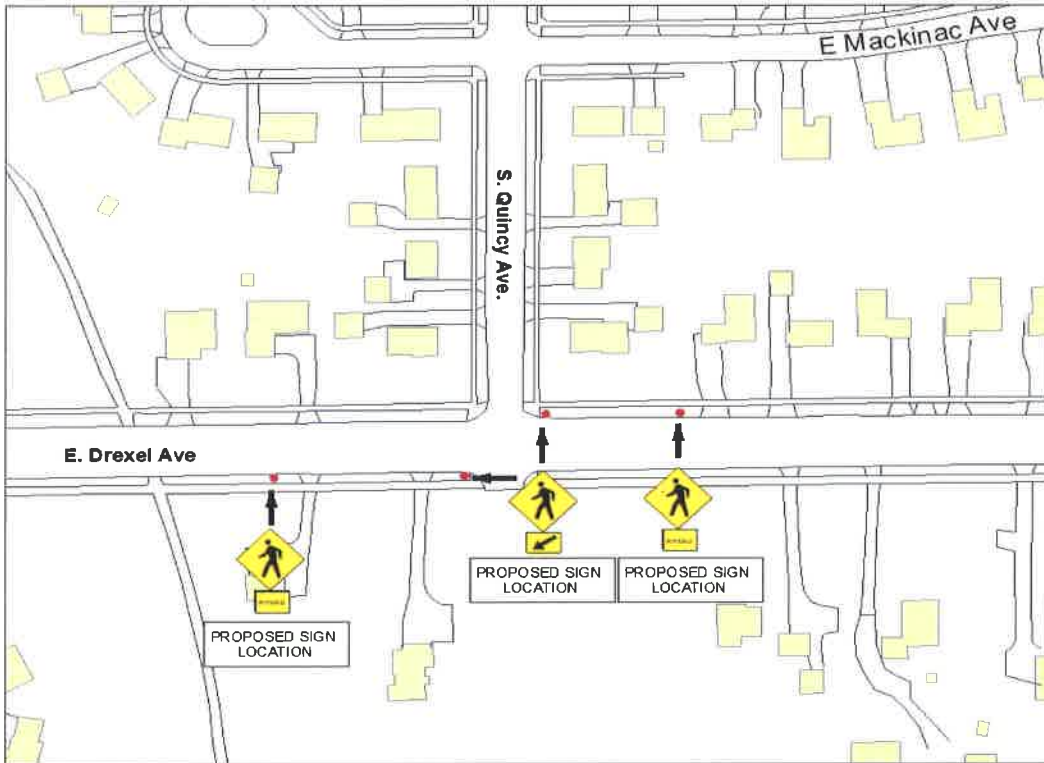 E Mackinac Ave
S. Quincy Ave.
E. Drexel Ave
PROPOSED SIGN
LOCATION
PROPOSED SIGN
LOCATION
PROPOSED SIGN
LOCATION